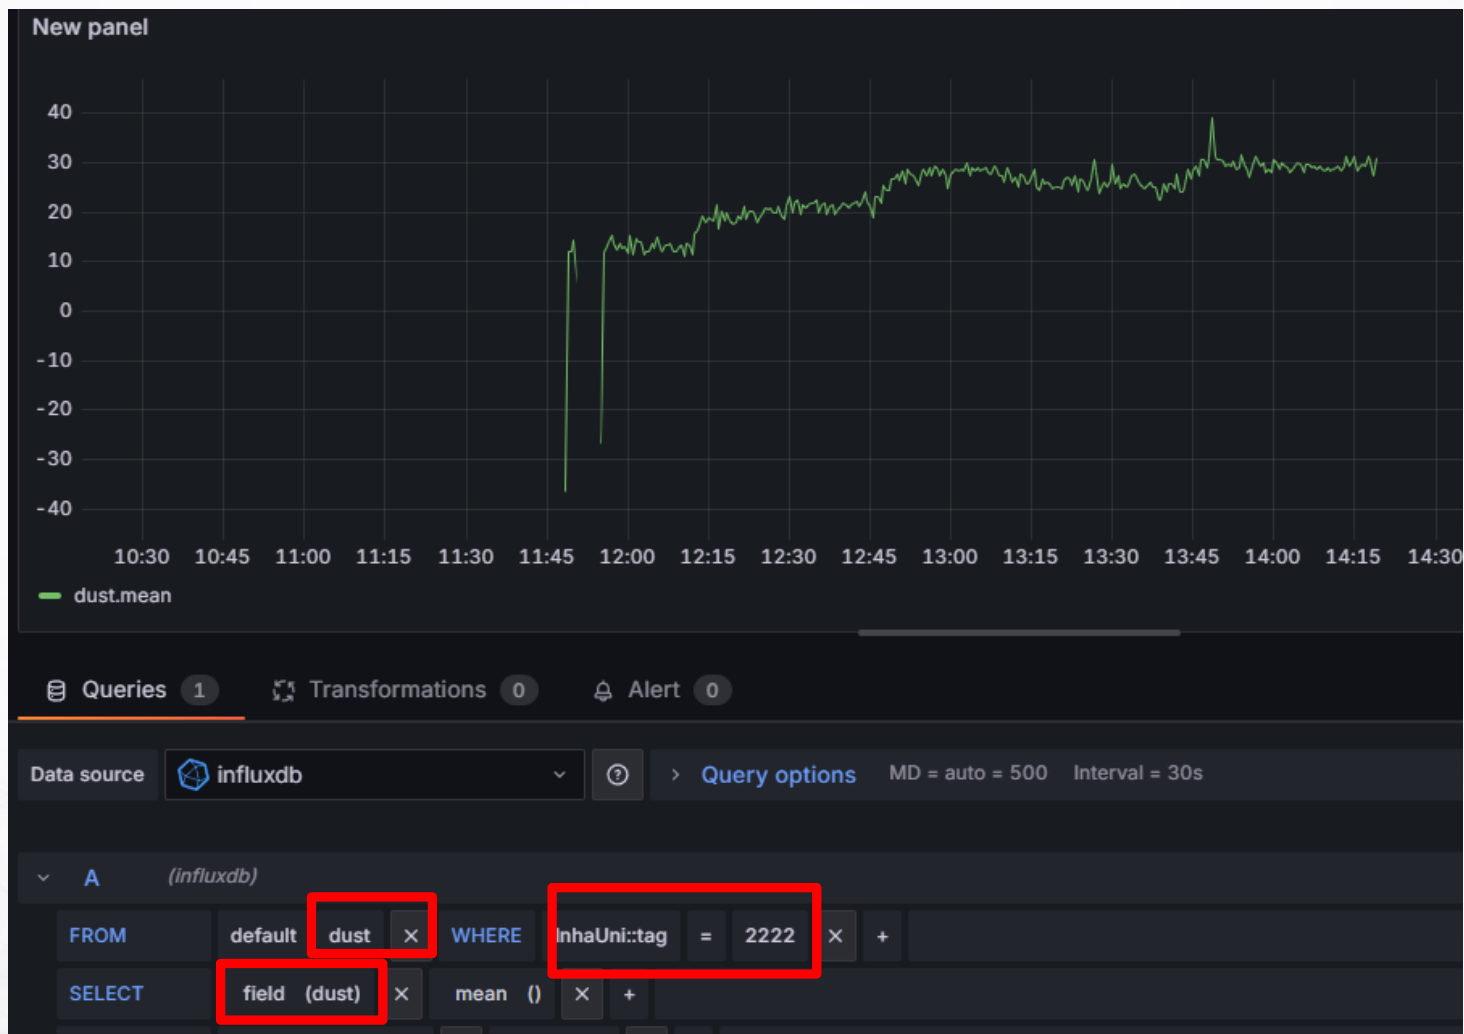 New panel
40
30
20
10
0
-10
-20
-30
-40
10:30 10:45 11:00 11:15 11:30 11:45 12:00 12:15 12:30 12:45 13:00 13:15 13:30 13:45 14:00 14:15 14:30
dust.mean
Queries 1 Transformations 0 Alert 0
Data source influxdb Query options MD = auto = 500 Interval = 30s
A (influxdb)
FROM default dust × WHERE InhaUni::tag = 2222 × +
SELECT field (dust) × mean () × +